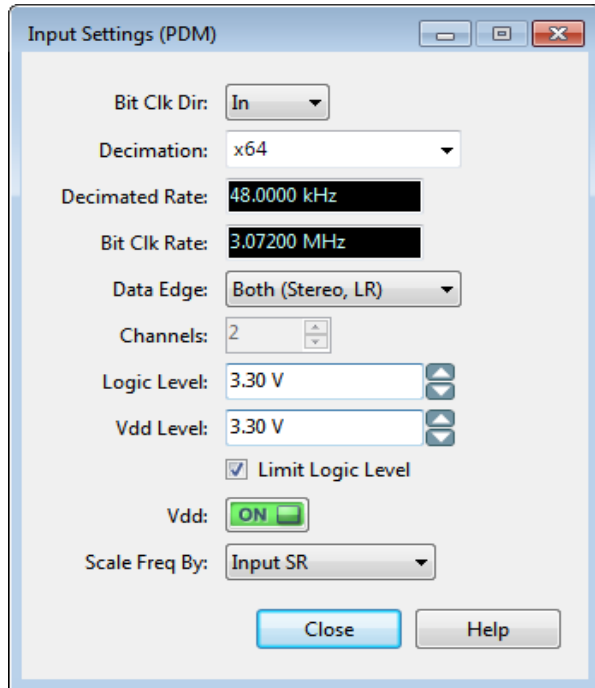 Input Settings (PDM)
Bit Clk Dir: In
Decimation: x64
Decimated Rate: 48.0000 kHz
Bit Clk Rate: 3.07200 MHz
Data Edge: Both (Stereo, LR)
Channels: 2
Logic Level: 3.30 V
Vdd Level: 3.30 V
Limit Logic Level
Vdd: ON
Scale Freq By: Input SR
Close Help